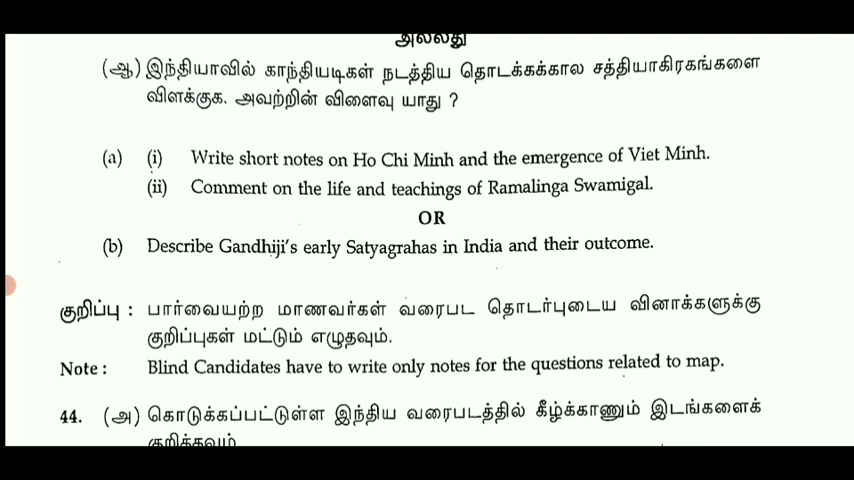 அல்லது
(ஆ) இந்தியாவில் காந்தியடிகள் நடத்திய தொடக்கக்கால சத்தியாகிரகங்களை
விளக்குக. அவற்றின் விளைவு யாது ?
(a) (i) Write short notes on Ho Chi Minh and the emergence of Viet Minh.
(ii) Comment on the life and teachings of Ramalinga Swamigal.
OR
(b) Describe Gandhiji's early Satyagrahas in India and their outcome.
குறிப்பு : பார்வையற்ற மாணவர்கள் வரைபட தொடர்புடைய வினாக்களுக்கு
குறிப்புகள் மட்டும் எழுதவும்.
Note : Blind Candidates have to write only notes for the questions related to map.
44. (அ) கொடுக்கப்பட்டுள்ள இந்திய வரைபடத்தில் கீழ்க்காணும் இடங்களைக்
குறிக்கவும்